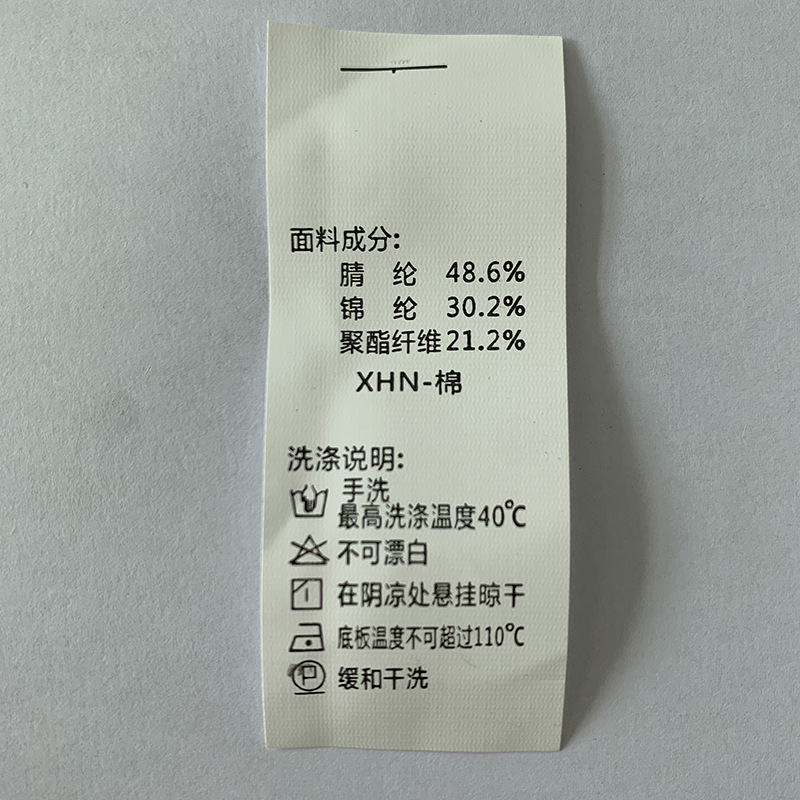 面料成分:
腈 纶 48.6%
锦 纶 30.2%
聚酯纤维21.2%
XHN-棉
洗涤说明:
手洗
最高洗涤温度40℃
不可漂白
在阴凉处悬挂晾干
底板温度不可超过110℃
P 缓和干洗